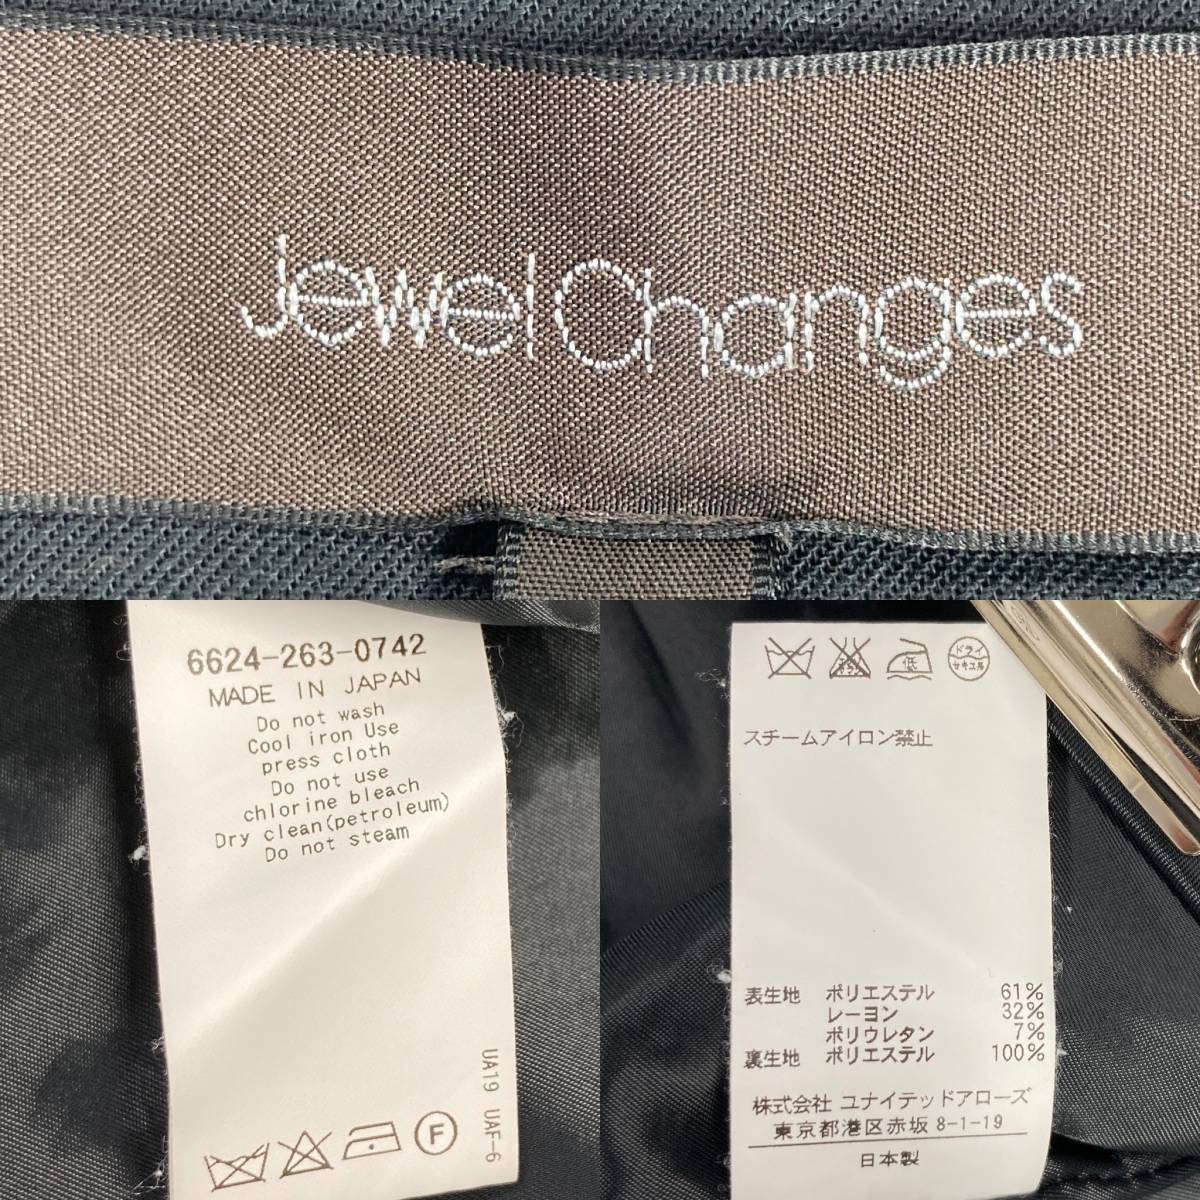 Jewel Changes
6624-263-0742
MADE IN JAPAN
Do not wash
Cool iron Use
press cloth
Do not use
chlorine bleach
Dry clean(petroleum)
Do not steam
UA19 UAF-6
F
低
ドライ
セキユ系
スチームアイロン禁止
表生地 ポリエステル 61%
レーヨン 32%
ポリウレタン 7%
裏生地 ポリエステル 100%
株式会社 ユナイテッドアローズ
東京都港区赤坂 8-1-19
日本製